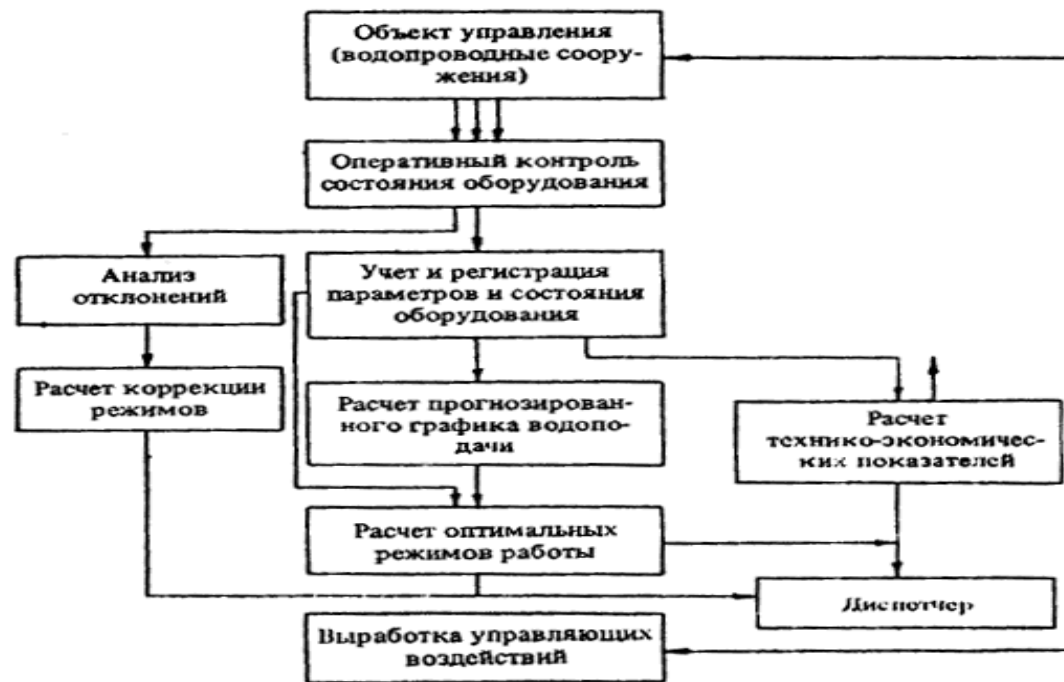 Объект управления
(водопроводные соору-
жения)
Оперативный контроль
состояния оборудования
Анализ
отклонений
Учет и регистрация
параметров и состояния
оборудования
Расчет коррекции
режимов
Расчет прогнозирован-
ного графика водопо-
дачи
Расчет
технико-экономичес-
ких показателей
Расчет оптимальных
режимов работы
Диспотчер
Выработка управляющих
воздействий